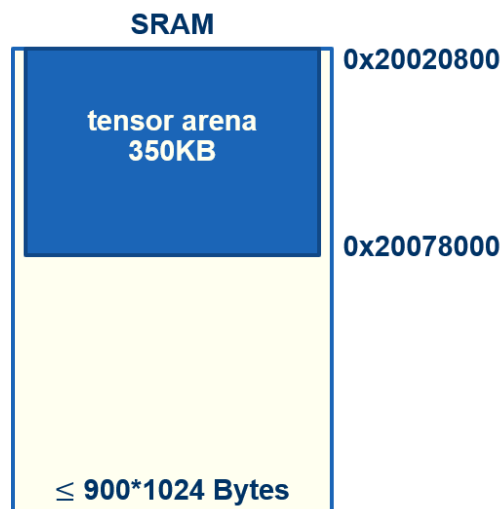 SRAM
0x20020800
tensor arena
350KB
0x20078000
≤ 900*1024 Bytes